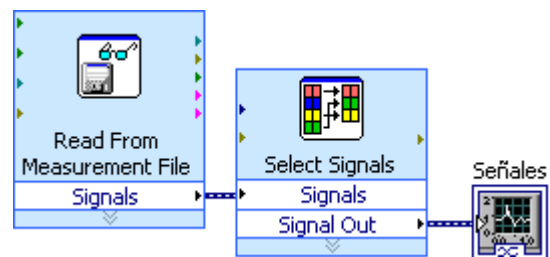 Read From
Measurement File
Signals
Select Signals
Signals
Signal Out
Señales